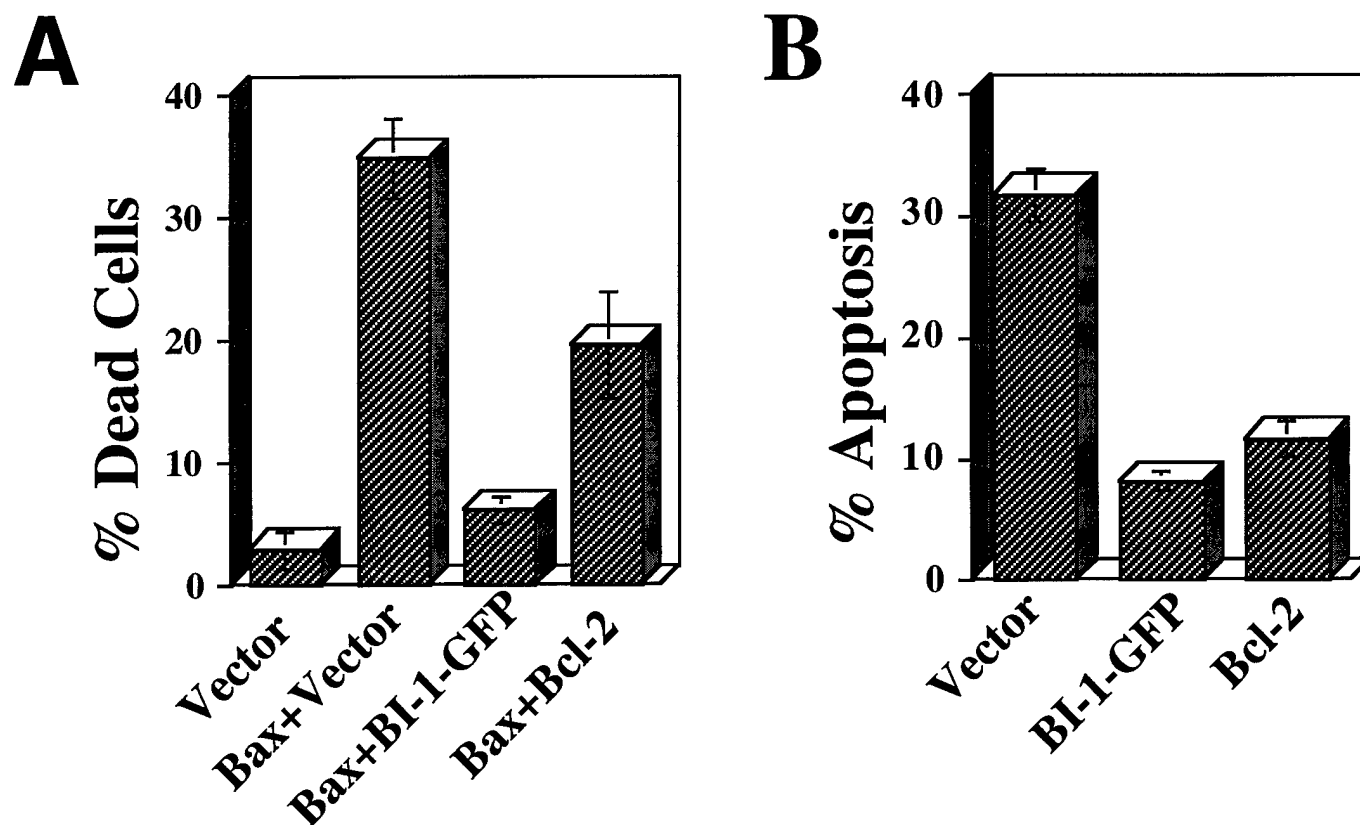 A
% Dead Cells
40
30
20
10
0
Vector
Bax+Vector
Bax+BI-1-GFP
Bax+Bcl-2
B
% Apoptosis
40
30
20
10
0
Vector
BI-1-GFP
Bcl-2